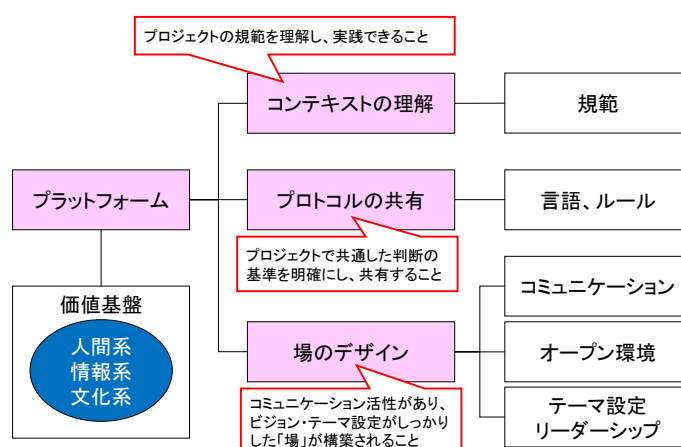 プロジェクトの規範を理解し、実践できること
コンテキストの理解
規範
プラットフォーム
プロトコルの共有
言語、ルール
プロジェクトで共通した判断の
基準を明確にし、共有すること
価値基盤
人間系
情報系
文化系
場のデザイン
コミュニケーション
オープン環境
テーマ設定
リーダーシップ
コミュニケーション活性があり、
ビジョン・テーマ設定がしっかり
した「場」が構築されること